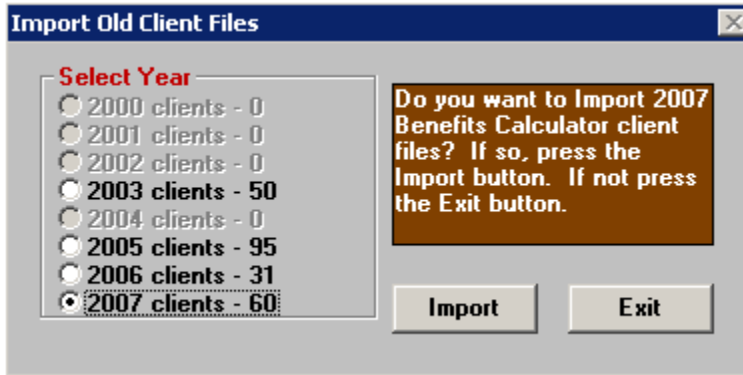 Import Old Client Files
Select Year
2000 clients - 0
2001 clients - 0
2002 clients - 0
2003 clients - 50
2004 clients - 0
2005 clients - 95
2006 clients - 31
2007 clients - 60
Do you want to Import 2007
Benefits Calculator client
files?  If so, press the
Import button.  If not press
the Exit button.
Import
Exit